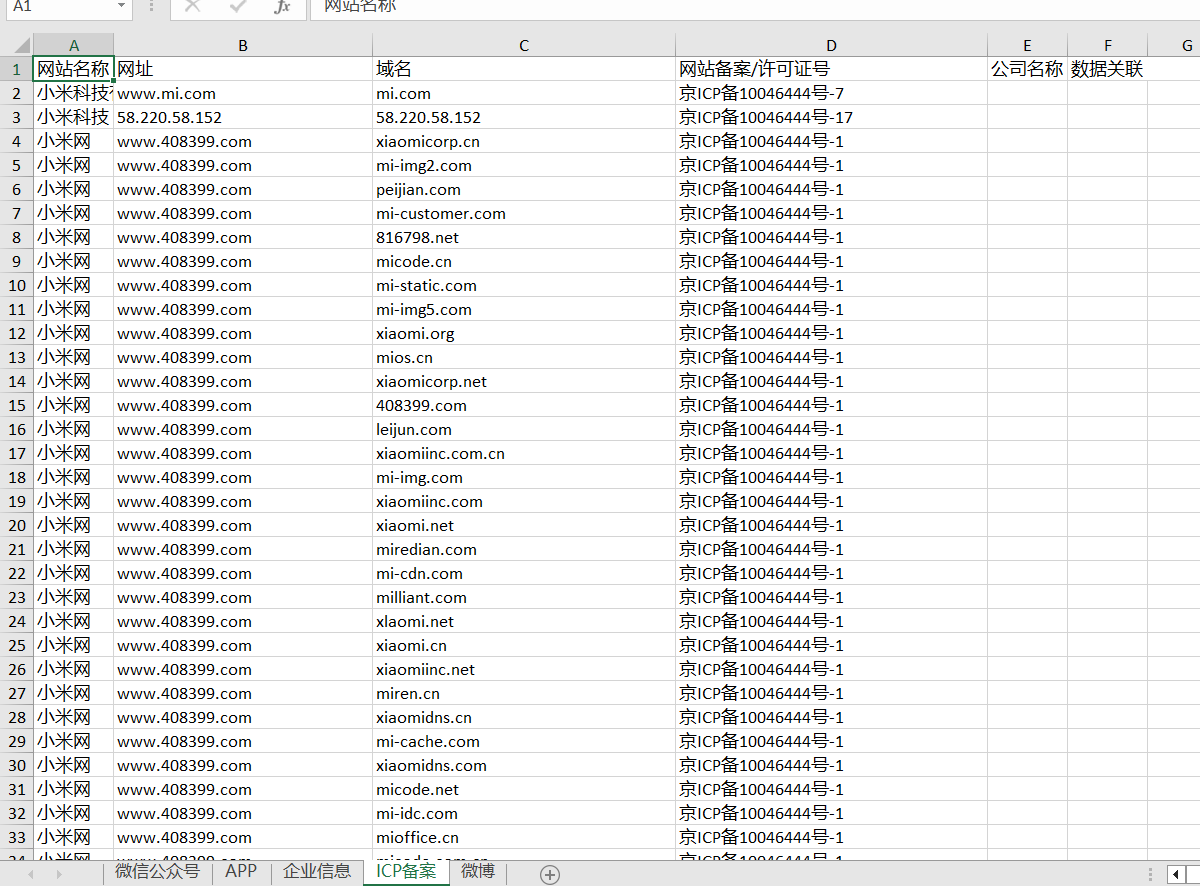 A1 fx 网站名称
A B C D E F G
1 网站名称 网址 域名 网站备案/许可证号 公司名称 数据关联
2 小米科技 www.mi.com mi.com 京ICP备10046444号-7
3 小米科技 58.220.58.152 58.220.58.152 京ICP备10046444号-17
4 小米网 www.408399.com xiaomicorp.cn 京ICP备10046444号-1
5 小米网 www.408399.com mi-img2.com 京ICP备10046444号-1
6 小米网 www.408399.com peijian.com 京ICP备10046444号-1
7 小米网 www.408399.com mi-customer.com 京ICP备10046444号-1
8 小米网 www.408399.com 816798.net 京ICP备10046444号-1
9 小米网 www.408399.com micode.cn 京ICP备10046444号-1
10 小米网 www.408399.com mi-static.com 京ICP备10046444号-1
11 小米网 www.408399.com mi-img5.com 京ICP备10046444号-1
12 小米网 www.408399.com xiaomi.org 京ICP备10046444号-1
13 小米网 www.408399.com mios.cn 京ICP备10046444号-1
14 小米网 www.408399.com xiaomicorp.net 京ICP备10046444号-1
15 小米网 www.408399.com 408399.com 京ICP备10046444号-1
16 小米网 www.408399.com leijun.com 京ICP备10046444号-1
17 小米网 www.408399.com xiaomiinc.com.cn 京ICP备10046444号-1
18 小米网 www.408399.com mi-img.com 京ICP备10046444号-1
19 小米网 www.408399.com xiaomiinc.com 京ICP备10046444号-1
20 小米网 www.408399.com xiaomi.net 京ICP备10046444号-1
21 小米网 www.408399.com miredian.com 京ICP备10046444号-1
22 小米网 www.408399.com mi-cdn.com 京ICP备10046444号-1
23 小米网 www.408399.com milliant.com 京ICP备10046444号-1
24 小米网 www.408399.com xlaomi.net 京ICP备10046444号-1
25 小米网 www.408399.com xiaomi.cn 京ICP备10046444号-1
26 小米网 www.408399.com xiaomiinc.net 京ICP备10046444号-1
27 小米网 www.408399.com miren.cn 京ICP备10046444号-1
28 小米网 www.408399.com xiaomidns.cn 京ICP备10046444号-1
29 小米网 www.408399.com mi-cache.com 京ICP备10046444号-1
30 小米网 www.408399.com xiaomidns.com 京ICP备10046444号-1
31 小米网 www.408399.com micode.net 京ICP备10046444号-1
32 小米网 www.408399.com mi-idc.com 京ICP备10046444号-1
33 小米网 www.408399.com mioffice.cn 京ICP备10046444号-1
微信公众号 APP 企业信息 ICP备案 微博